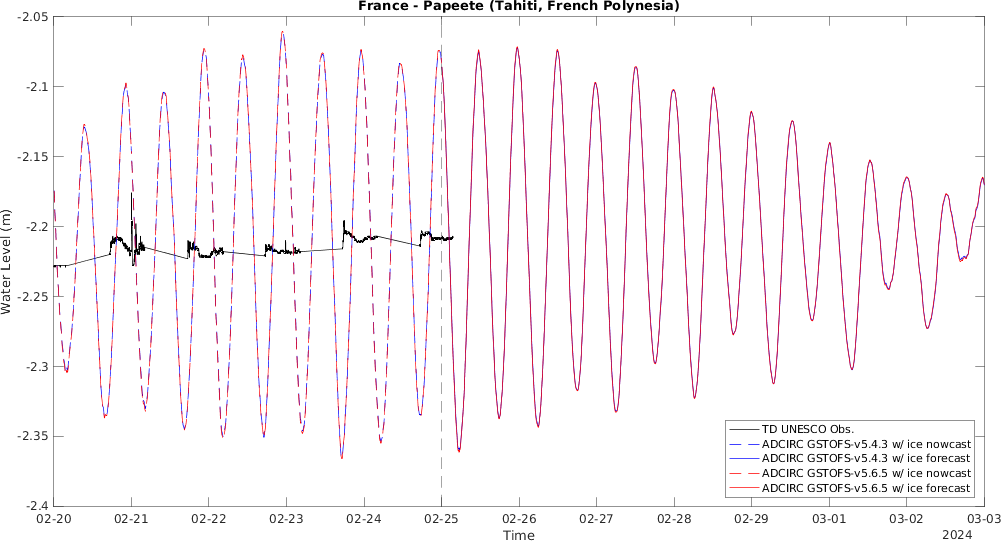 France - Papeete (Tahiti, French Polynesia)
-2.05
-2.1
-2.15
-2.2
-2.25
-2.3
-2.35
-2.4
Water Level (m)
TD UNESCO Obs.
ADCIRC GSTOFS-v5.4.3 w/ ice nowcast
ADCIRC GSTOFS-v5.4.3 w/ ice forecast
ADCIRC GSTOFS-v5.6.5 w/ ice nowcast
ADCIRC GSTOFS-v5.6.5 w/ ice forecast
02-20 02-21 02-22 02-23 02-24 02-25 02-26 02-27 02-28 02-29 03-01 03-02 03-03
Time
2024